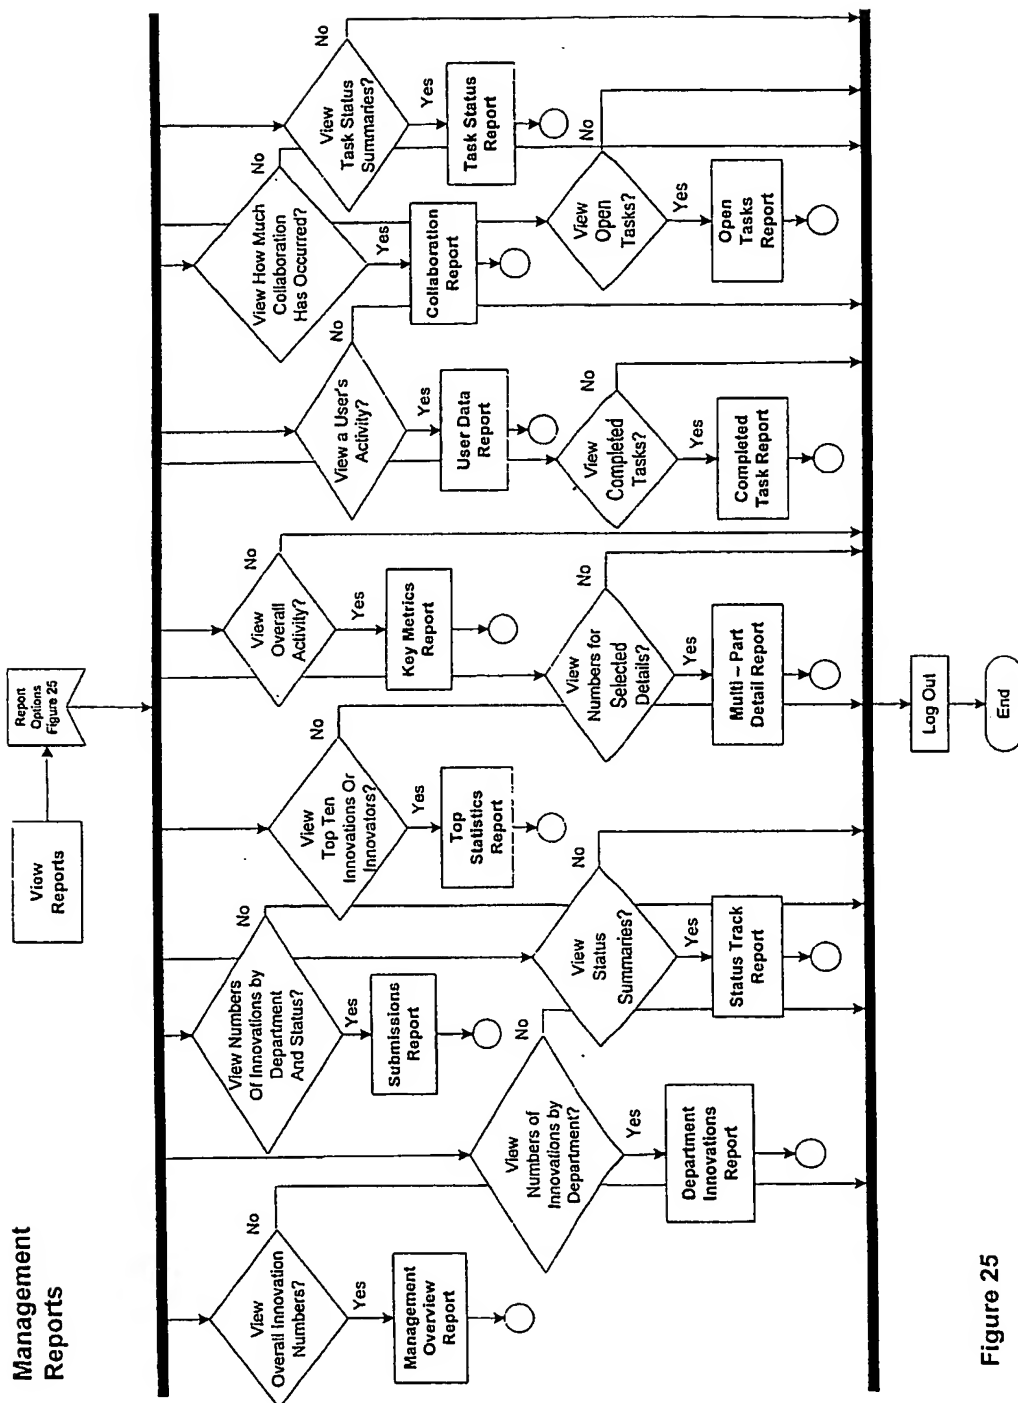 Management
Reports
View
Reports
Report
Options
Figure 25
View
Overall Innovation
Numbers?
No
Yes
Management
Overview
Report
View
Numbers of
Innovations by
Department?
No
Yes
Department
Innovations
Report
View Numbers
Of Innovations by
Department
And Status?
No
Yes
Submissions
Report
View
Status
Summaries?
No
Yes
Status Track
Report
View
Top Ten
Innovations Or
Innovators?
No
Yes
Top
Statistics
Report
View
Numbers for
Selected
Details?
No
Yes
Multi - Part
Detail Report
View
Overall
Activity?
No
Yes
Key Metrics
Report
View
Completed
Tasks?
No
Yes
Completed
Task Report
View a User's
Activity?
No
Yes
User Data
Report
View How Much
Collaboration
Has Occurred?
No
Yes
Collaboration
Report
View
Open
Tasks?
No
Yes
Open
Tasks
Report
View
Task Status
Summaries?
No
Yes
Task Status
Report
Log Out
End
Figure 25